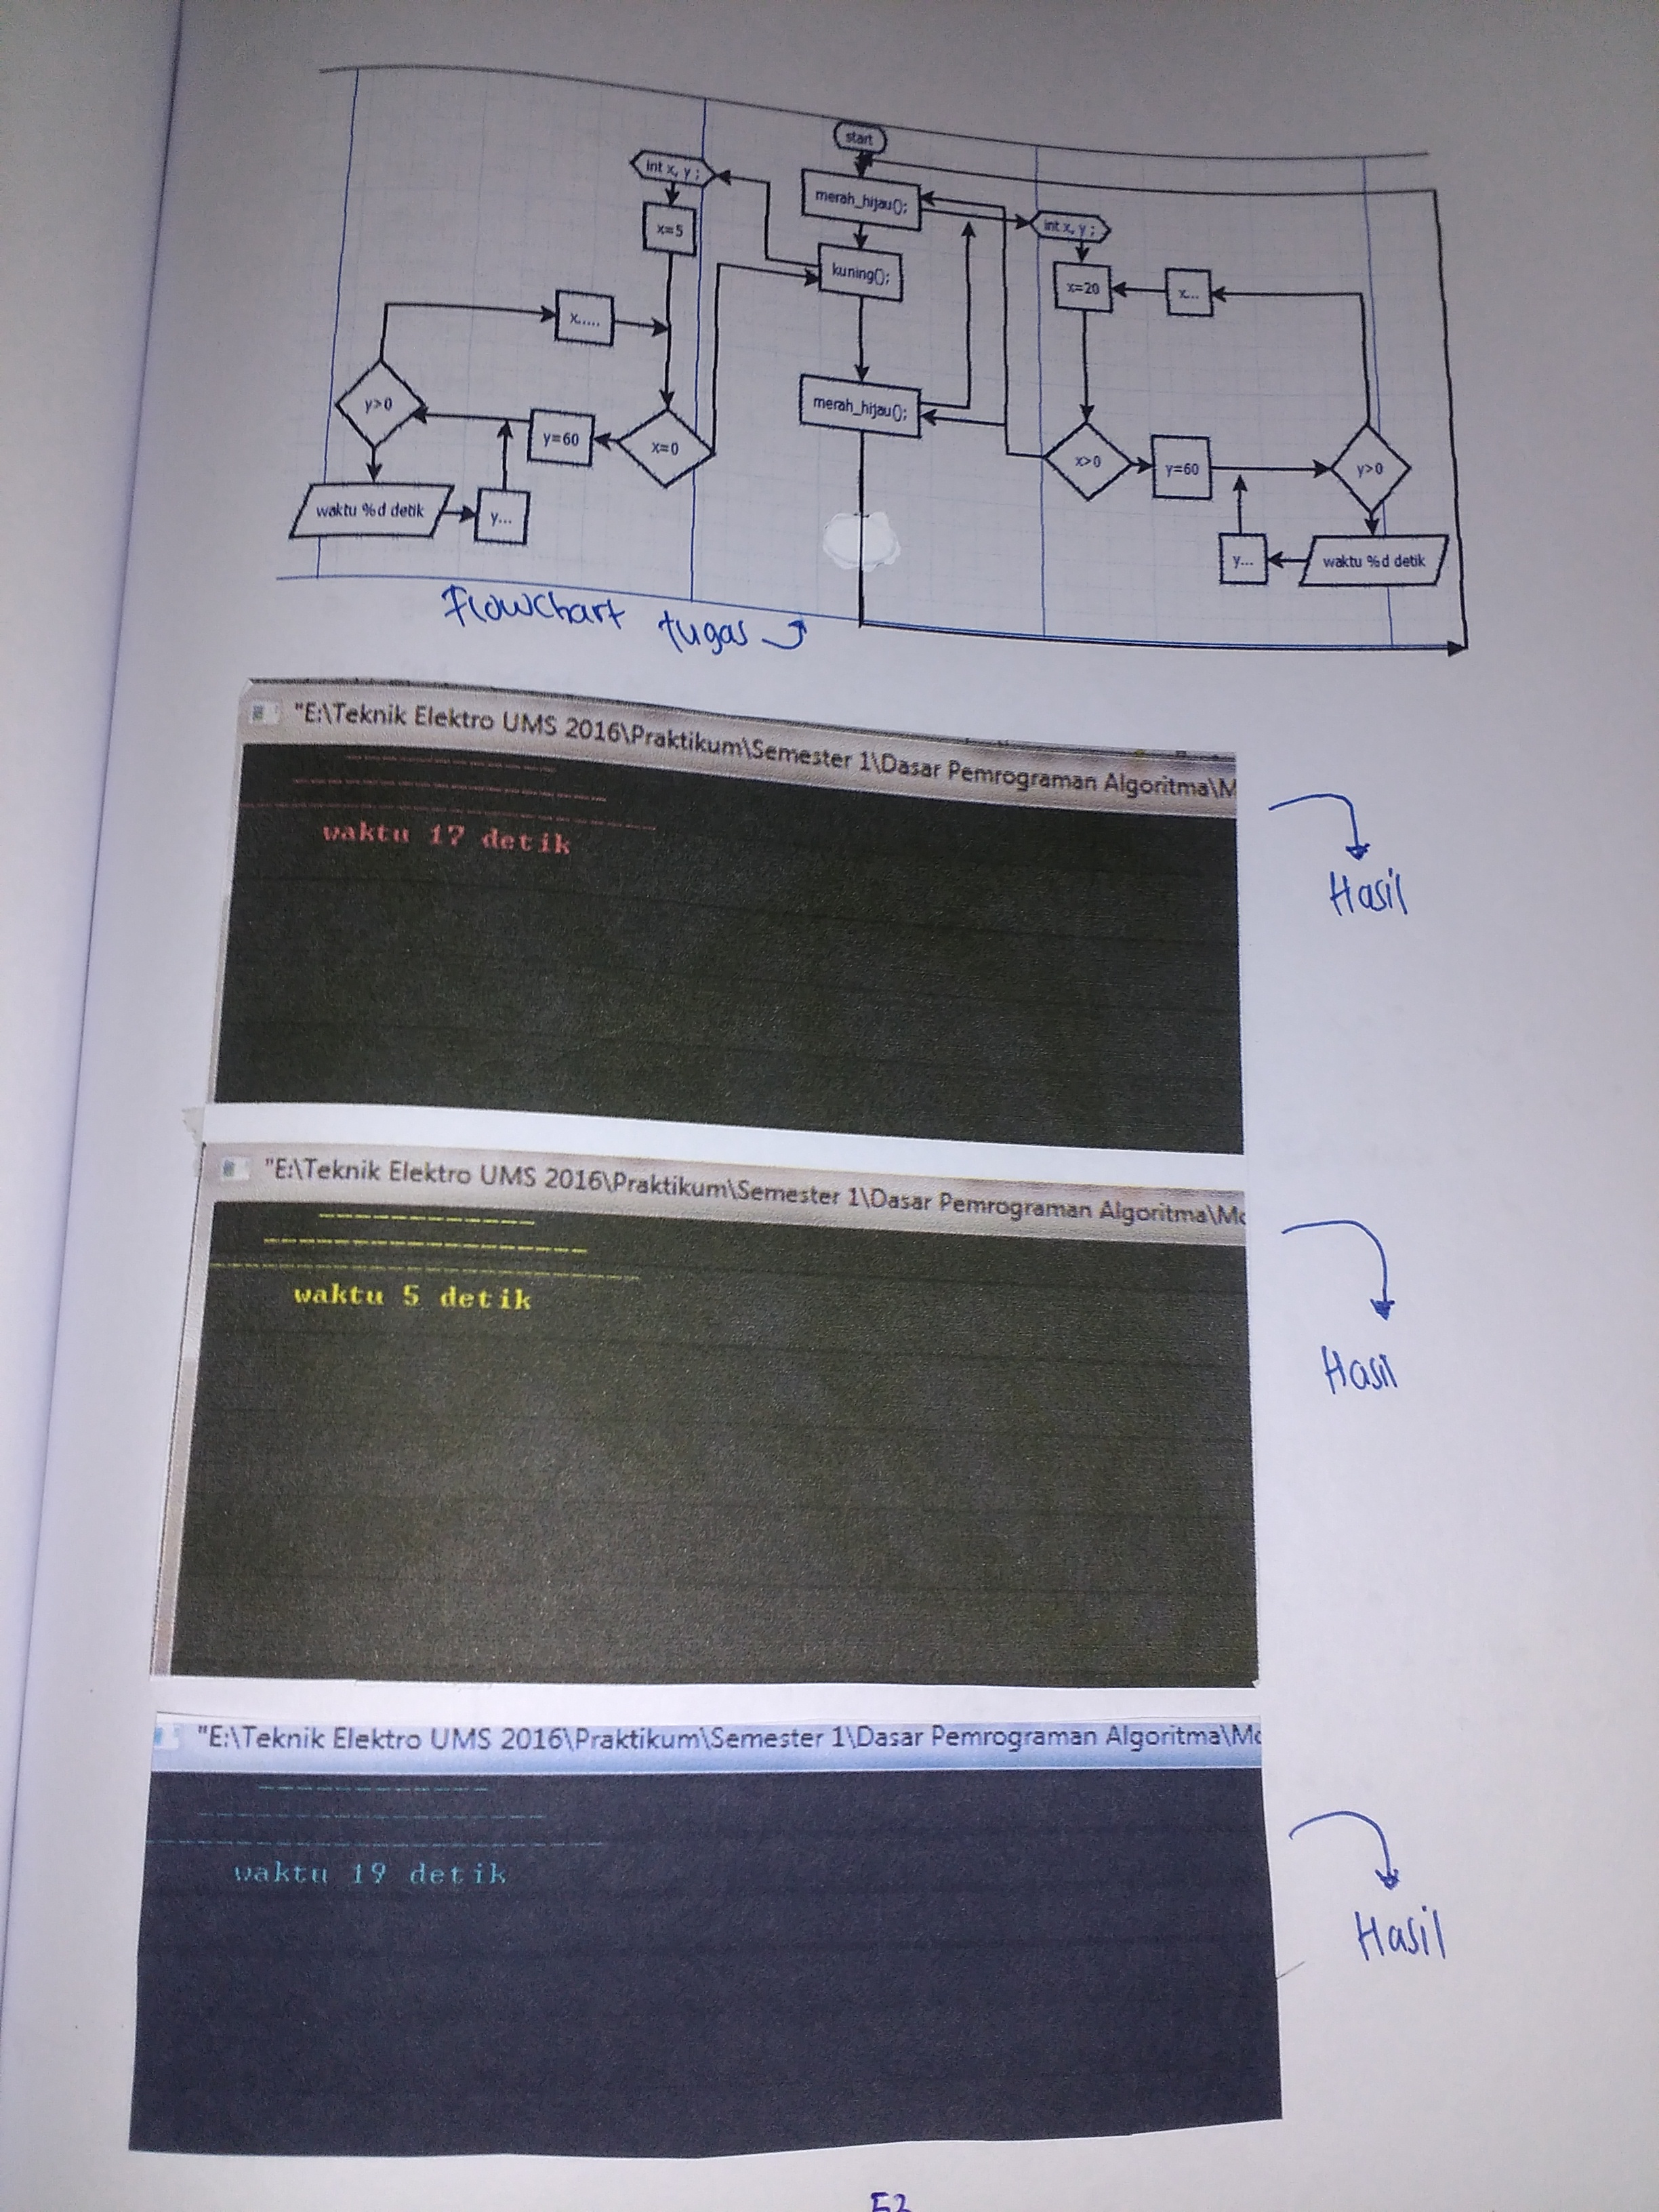 start
int x, y ;
merah_hijau();
int x, y ;
x=5
kuning();
x=20
x...
x.....
y>0
merah_hijau();
y=60
x=0
x>0
y=60
y>0
waktu %d detik
y...
y...
waktu %d detik
Flowchart tugas
"E:\Teknik Elektro UMS 2016\Praktikum\Semester 1\Dasar Pemrograman Algoritma\M
waktu 17 detik
Hasil
"E:\Teknik Elektro UMS 2016\Praktikum\Semester 1\Dasar Pemrograman Algoritma\Mo
waktu 5 detik
Hasil
"E:\Teknik Elektro UMS 2016\Praktikum\Semester 1\Dasar Pemrograman Algoritma\Mo
waktu 19 detik
Hasil